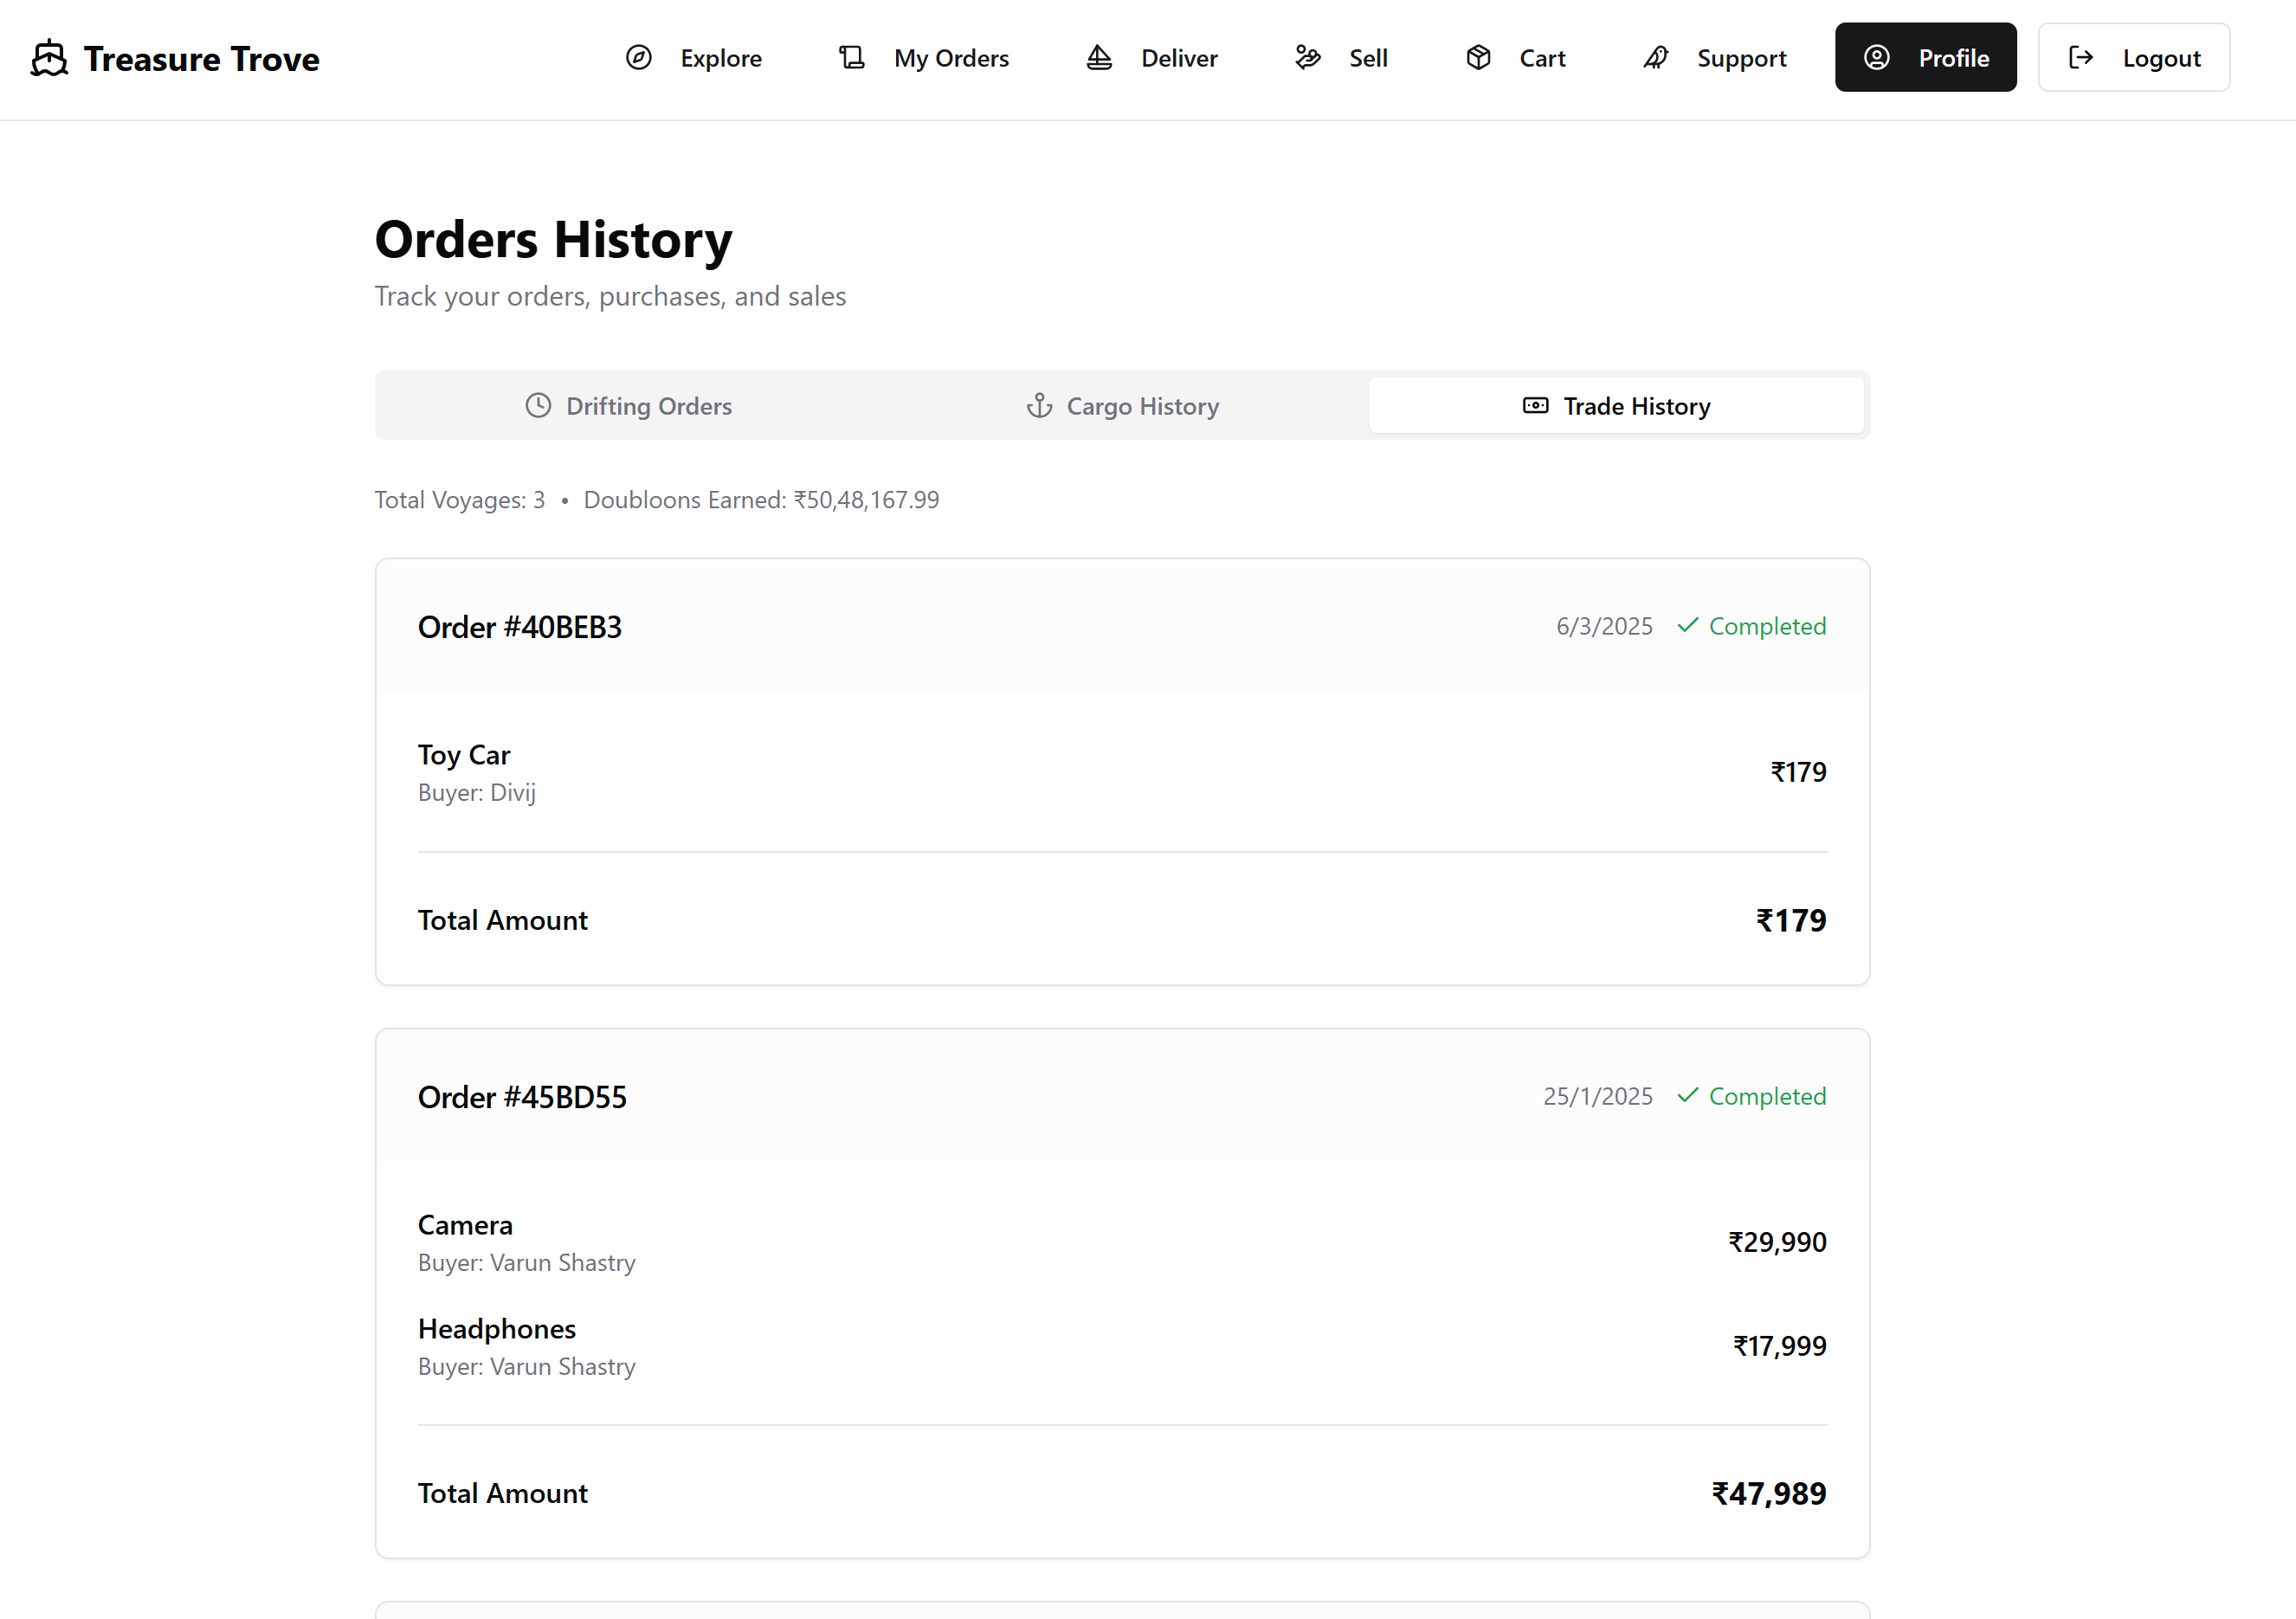 Treasure Trove
Explore
My Orders
Deliver
Sell
Cart
Support
Profile
Logout
Orders History
Track your orders, purchases, and sales
Drifting Orders
Cargo History
Trade History
Total Voyages: 3 • Doubloons Earned: ₹50,48,167.99
Order #40BEB3
6/3/2025
Completed
Toy Car
Buyer: Divij
₹179
Total Amount
₹179
Order #45BD55
25/1/2025
Completed
Camera
Buyer: Varun Shastry
₹29,990
Headphones
Buyer: Varun Shastry
₹17,999
Total Amount
₹47,989